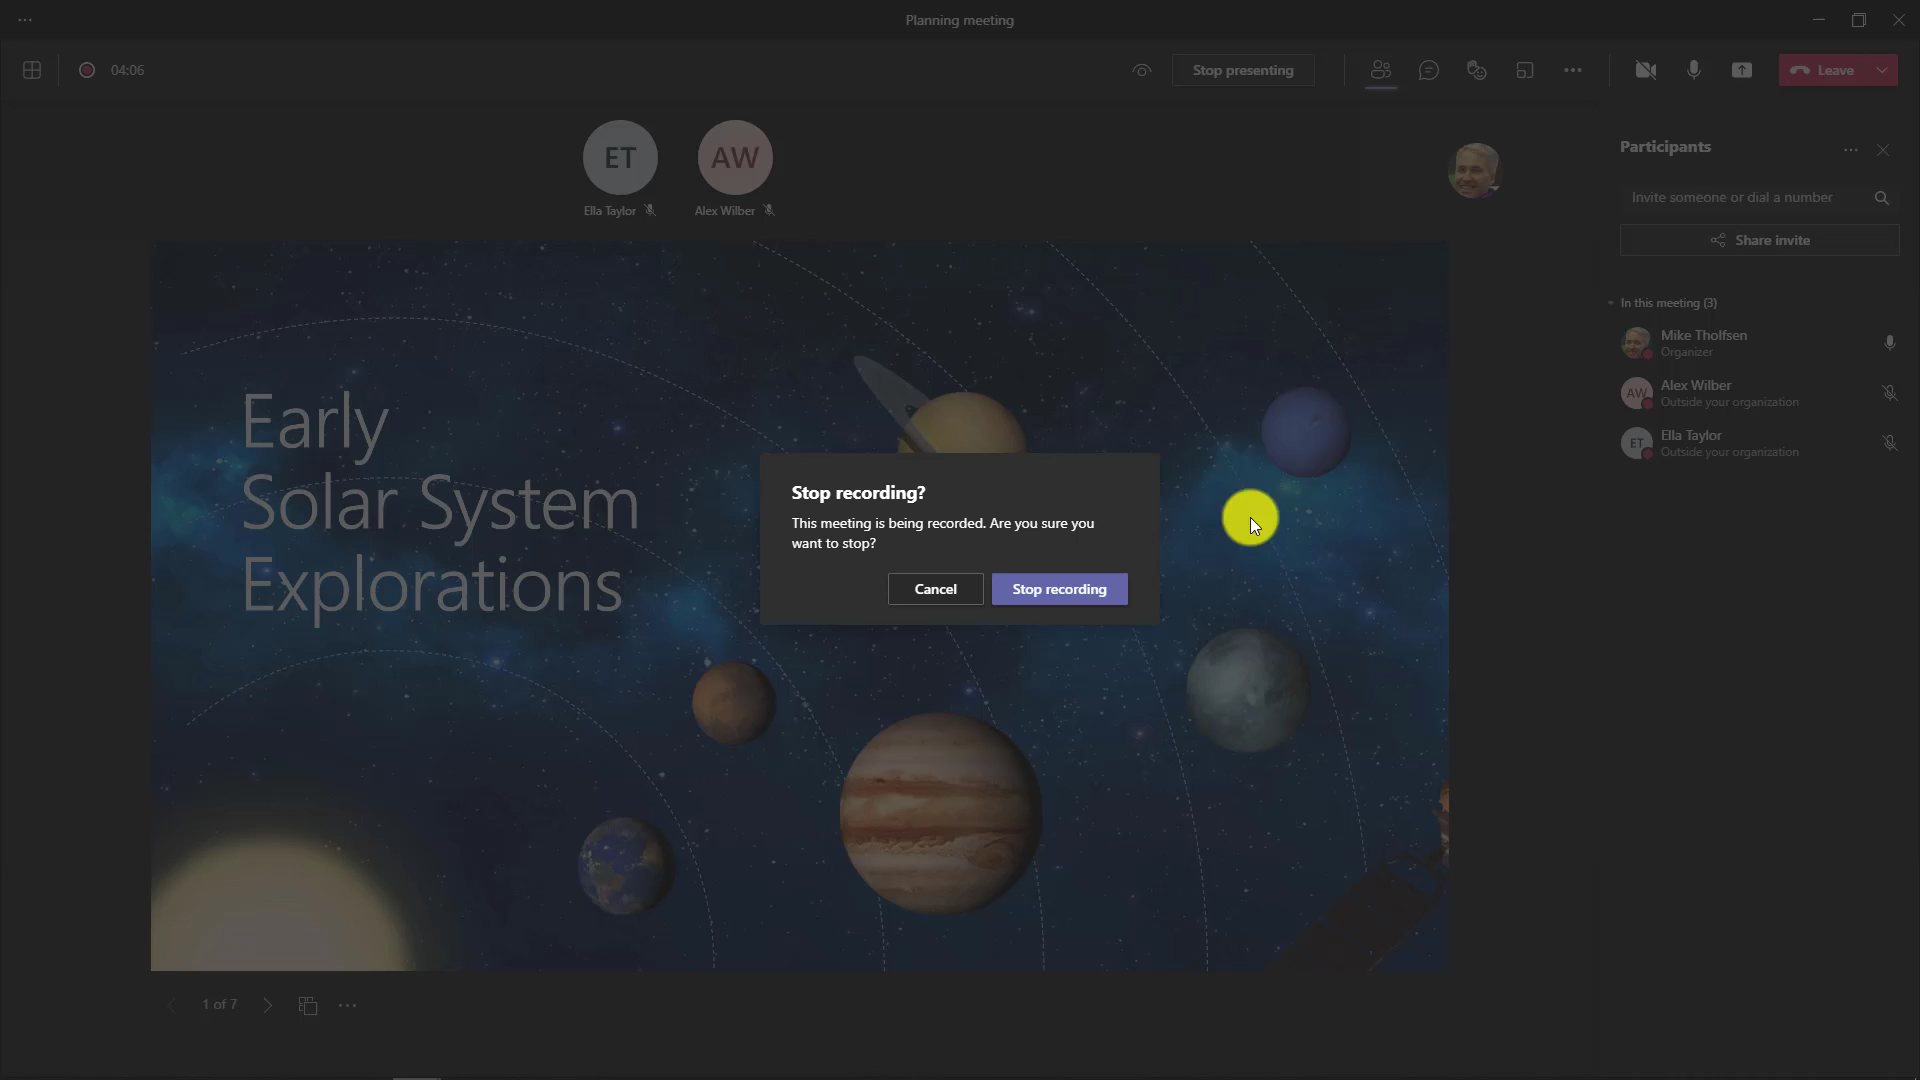 Planning meeting
04:06
Stop presenting
Leave
ET
AW
Ella Taylor
Alex Wilber
Participants
Invite someone or dial a number
Share invite
In this meeting (3)
Mike Tholfsen
Organizer
AW
Alex Wilber
Outside your organization
ET
Ella Taylor
Outside your organization
Early
Solar System
Explorations
Stop recording?
This meeting is being recorded. Are you sure you
want to stop?
Cancel
Stop recording
1 of 7